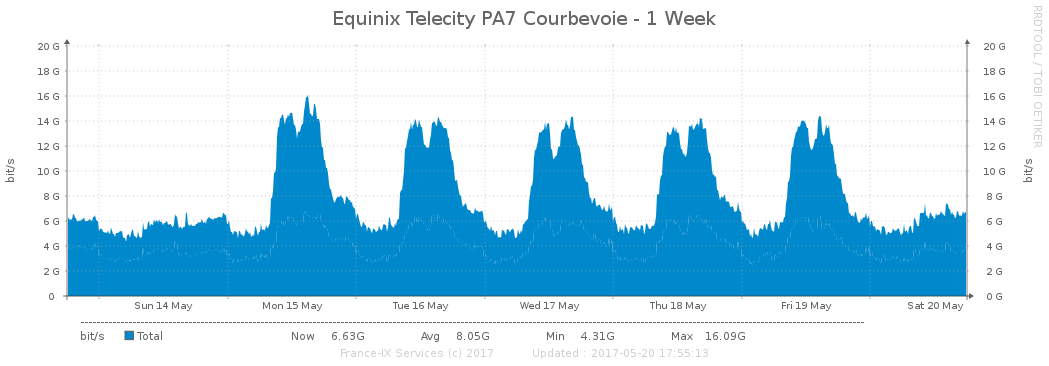 Equinix Telecity PA7 Courbevoie - 1 Week
RRDTOOL / TOBI OETIKER
bit/s
bit/s
20 G 20 G
18 G 18 G
16 G 16 G
14 G 14 G
12 G 12 G
10 G 10 G
8 G 8 G
6 G 6 G
4 G 4 G
2 G 2 G
0 0 G
Sun 14 May Mon 15 May Tue 16 May Wed 17 May Thu 18 May Fri 19 May Sat 20 May
bit/s Total Now 6.63G Avg 8.05G Min 4.31G Max 16.09G
France-IX Services (c) 2017 Updated : 2017-05-20 17:55:13